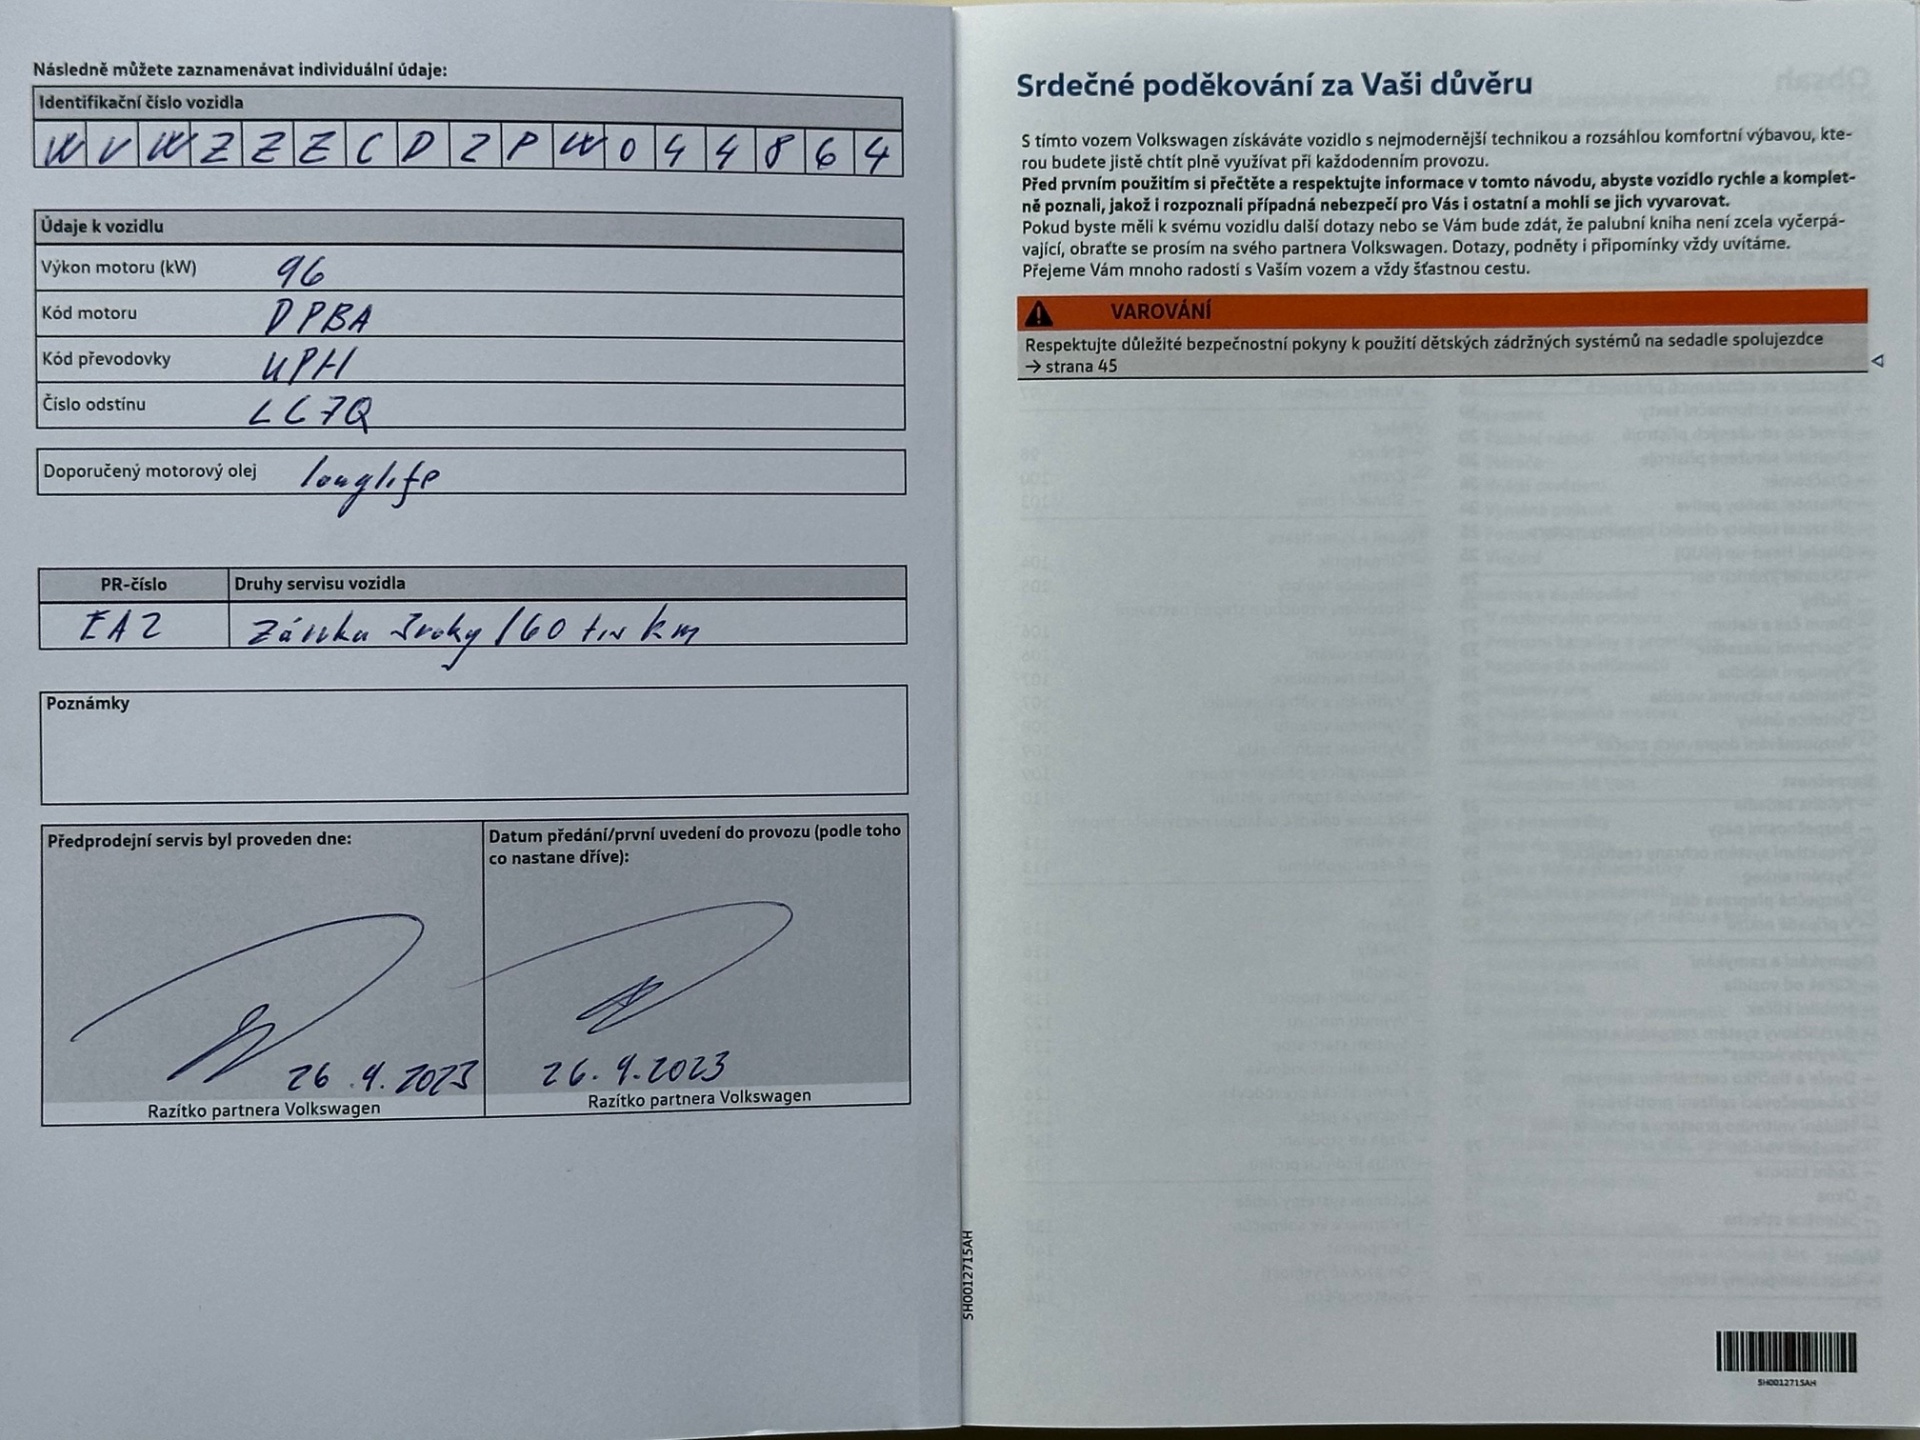 Následně můžete zaznamenávat individuální údaje:
Identifikační číslo vozidla
W V W Z Z Z C D Z P W 0 4 4 8 6 4
Údaje k vozidlu
Výkon motoru (kW) 96
Kód motoru DPBA
Kód převodovky UPH
Číslo odstínu LC7Q
Doporučený motorový olej longlife
PR-číslo Druhy servisu vozidla
EA2 Záruka 3roky/60 tis km
Poznámky
Předprodejní servis byl proveden dne:
26.4.2023
Razítko partnera Volkswagen
Datum předání/první uvedení do provozu (podle toho
co nastane dříve):
26.4.2023
Razítko partnera Volkswagen
5H0012715AH
Srdečné poděkování za Vaši důvěru
S tímto vozem Volkswagen získáváte vozidlo s nejmodernější technikou a rozsáhlou komfortní výbavou, kte-
rou budete jistě chtít plně využívat při každodenním provozu.
Před prvním použitím si přečtěte a respektujte informace v tomto návodu, abyste vozidlo rychle a komplet-
ně poznali, jakož i rozpoznali případná nebezpečí pro Vás i ostatní a mohli se jich vyvarovat.
Pokud byste měli k svému vozidlu další dotazy nebo se Vám bude zdát, že palubní kniha není zcela vyčerpá-
vající, obraťte se prosím na svého partnera Volkswagen. Dotazy, podněty i připomínky vždy uvítáme.
Přejeme Vám mnoho radostí s Vaším vozem a vždy šťastnou cestu.
VAROVÁNÍ
Respektujte důležité bezpečnostní pokyny k použití dětských zádržných systémů na sedadle spolujezdce
→ strana 45
5H0012715AH